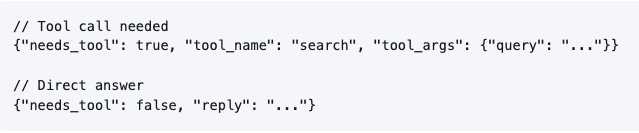 // Tool call needed
{"needs_tool": true, "tool_name": "search", "tool_args": {"query": "..."}}
// Direct answer
{"needs_tool": false, "reply": "..."}